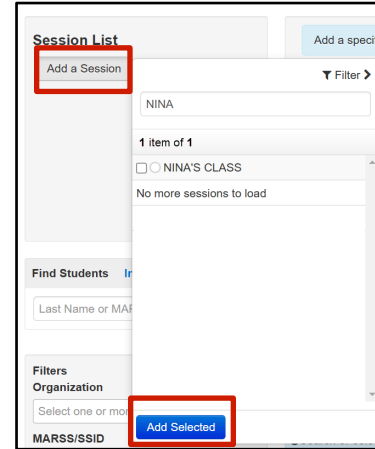 Session List
Add a Session
Add a speci
Filter
NINA
1 item of 1
NINA'S CLASS
No more sessions to load
Find Students In
Last Name or MAR
Filters
Organization
Select one or mor
Add Selected
MARSS/SSID